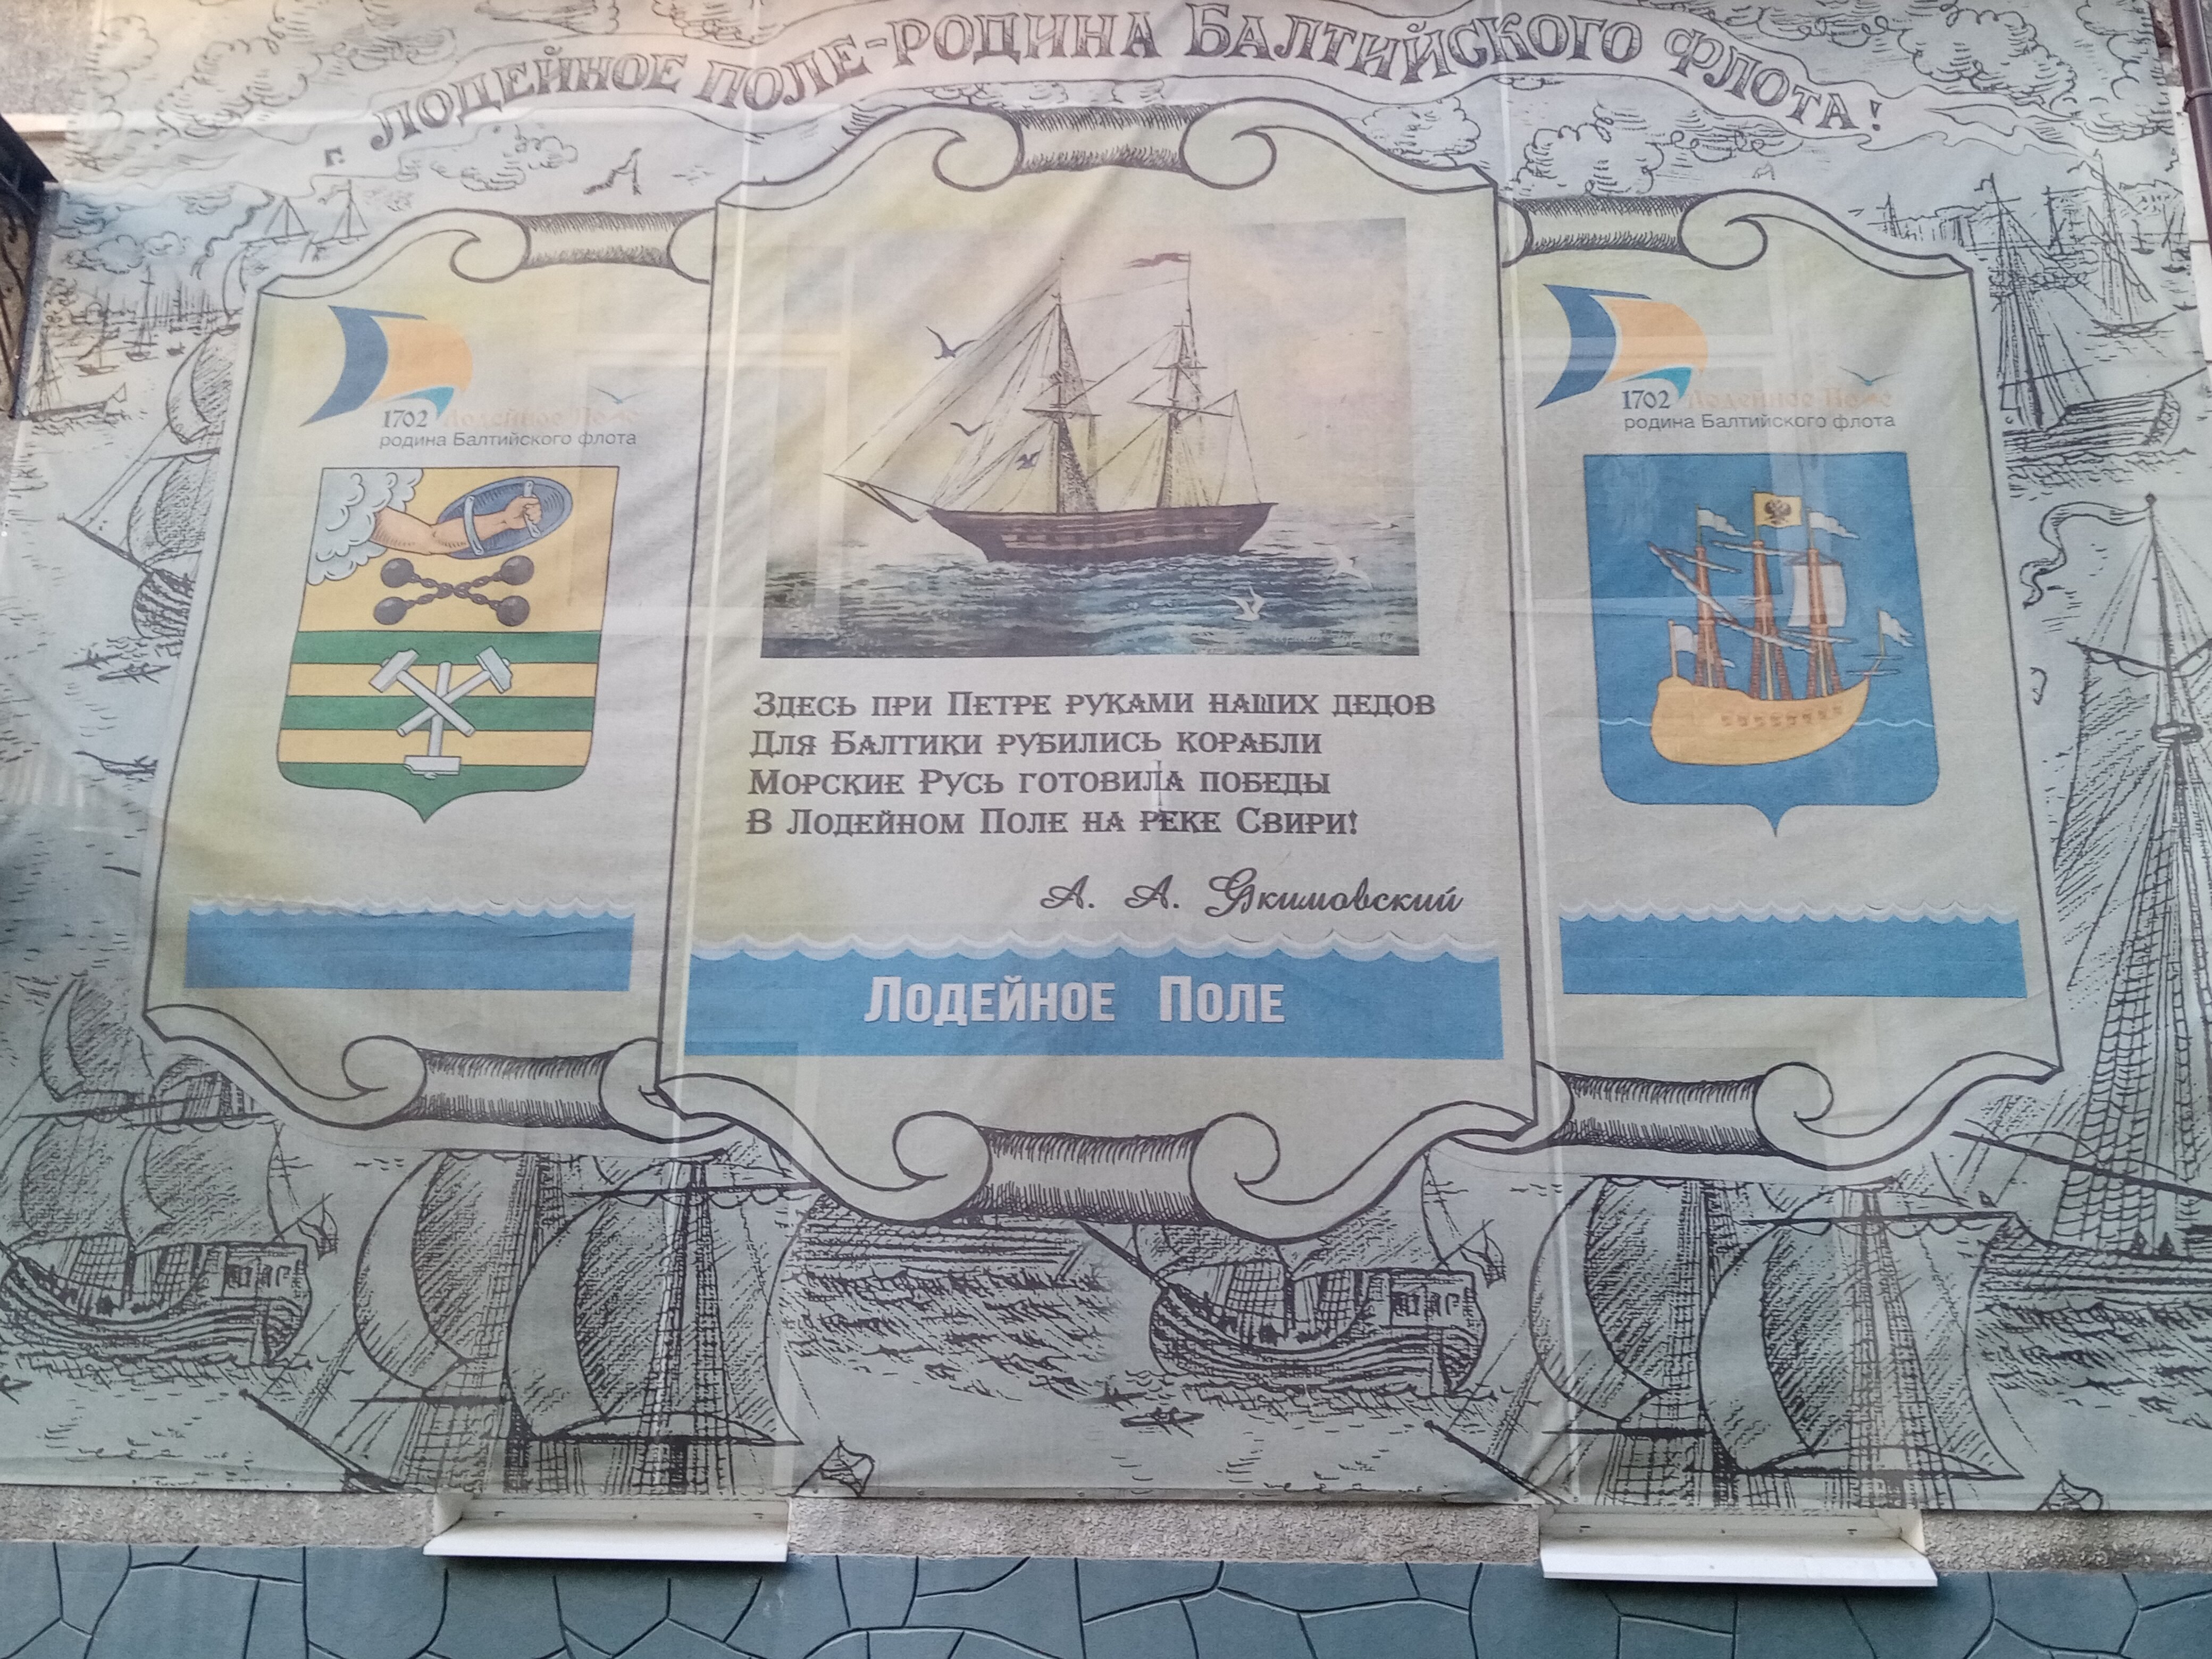 г. Лодейное Поле-родина Балтийского флота!
1702 Лодейное Поле
родина Балтийского флота
Здесь при Петре руками наших дедов
Для Балтики рубились корабли
Морские Русь готовила победы
В Лодейном Поле на реке Свири!
А. А. Якимовский
Лодейное Поле
1702 Лодейное Поле
родина Балтийского флота